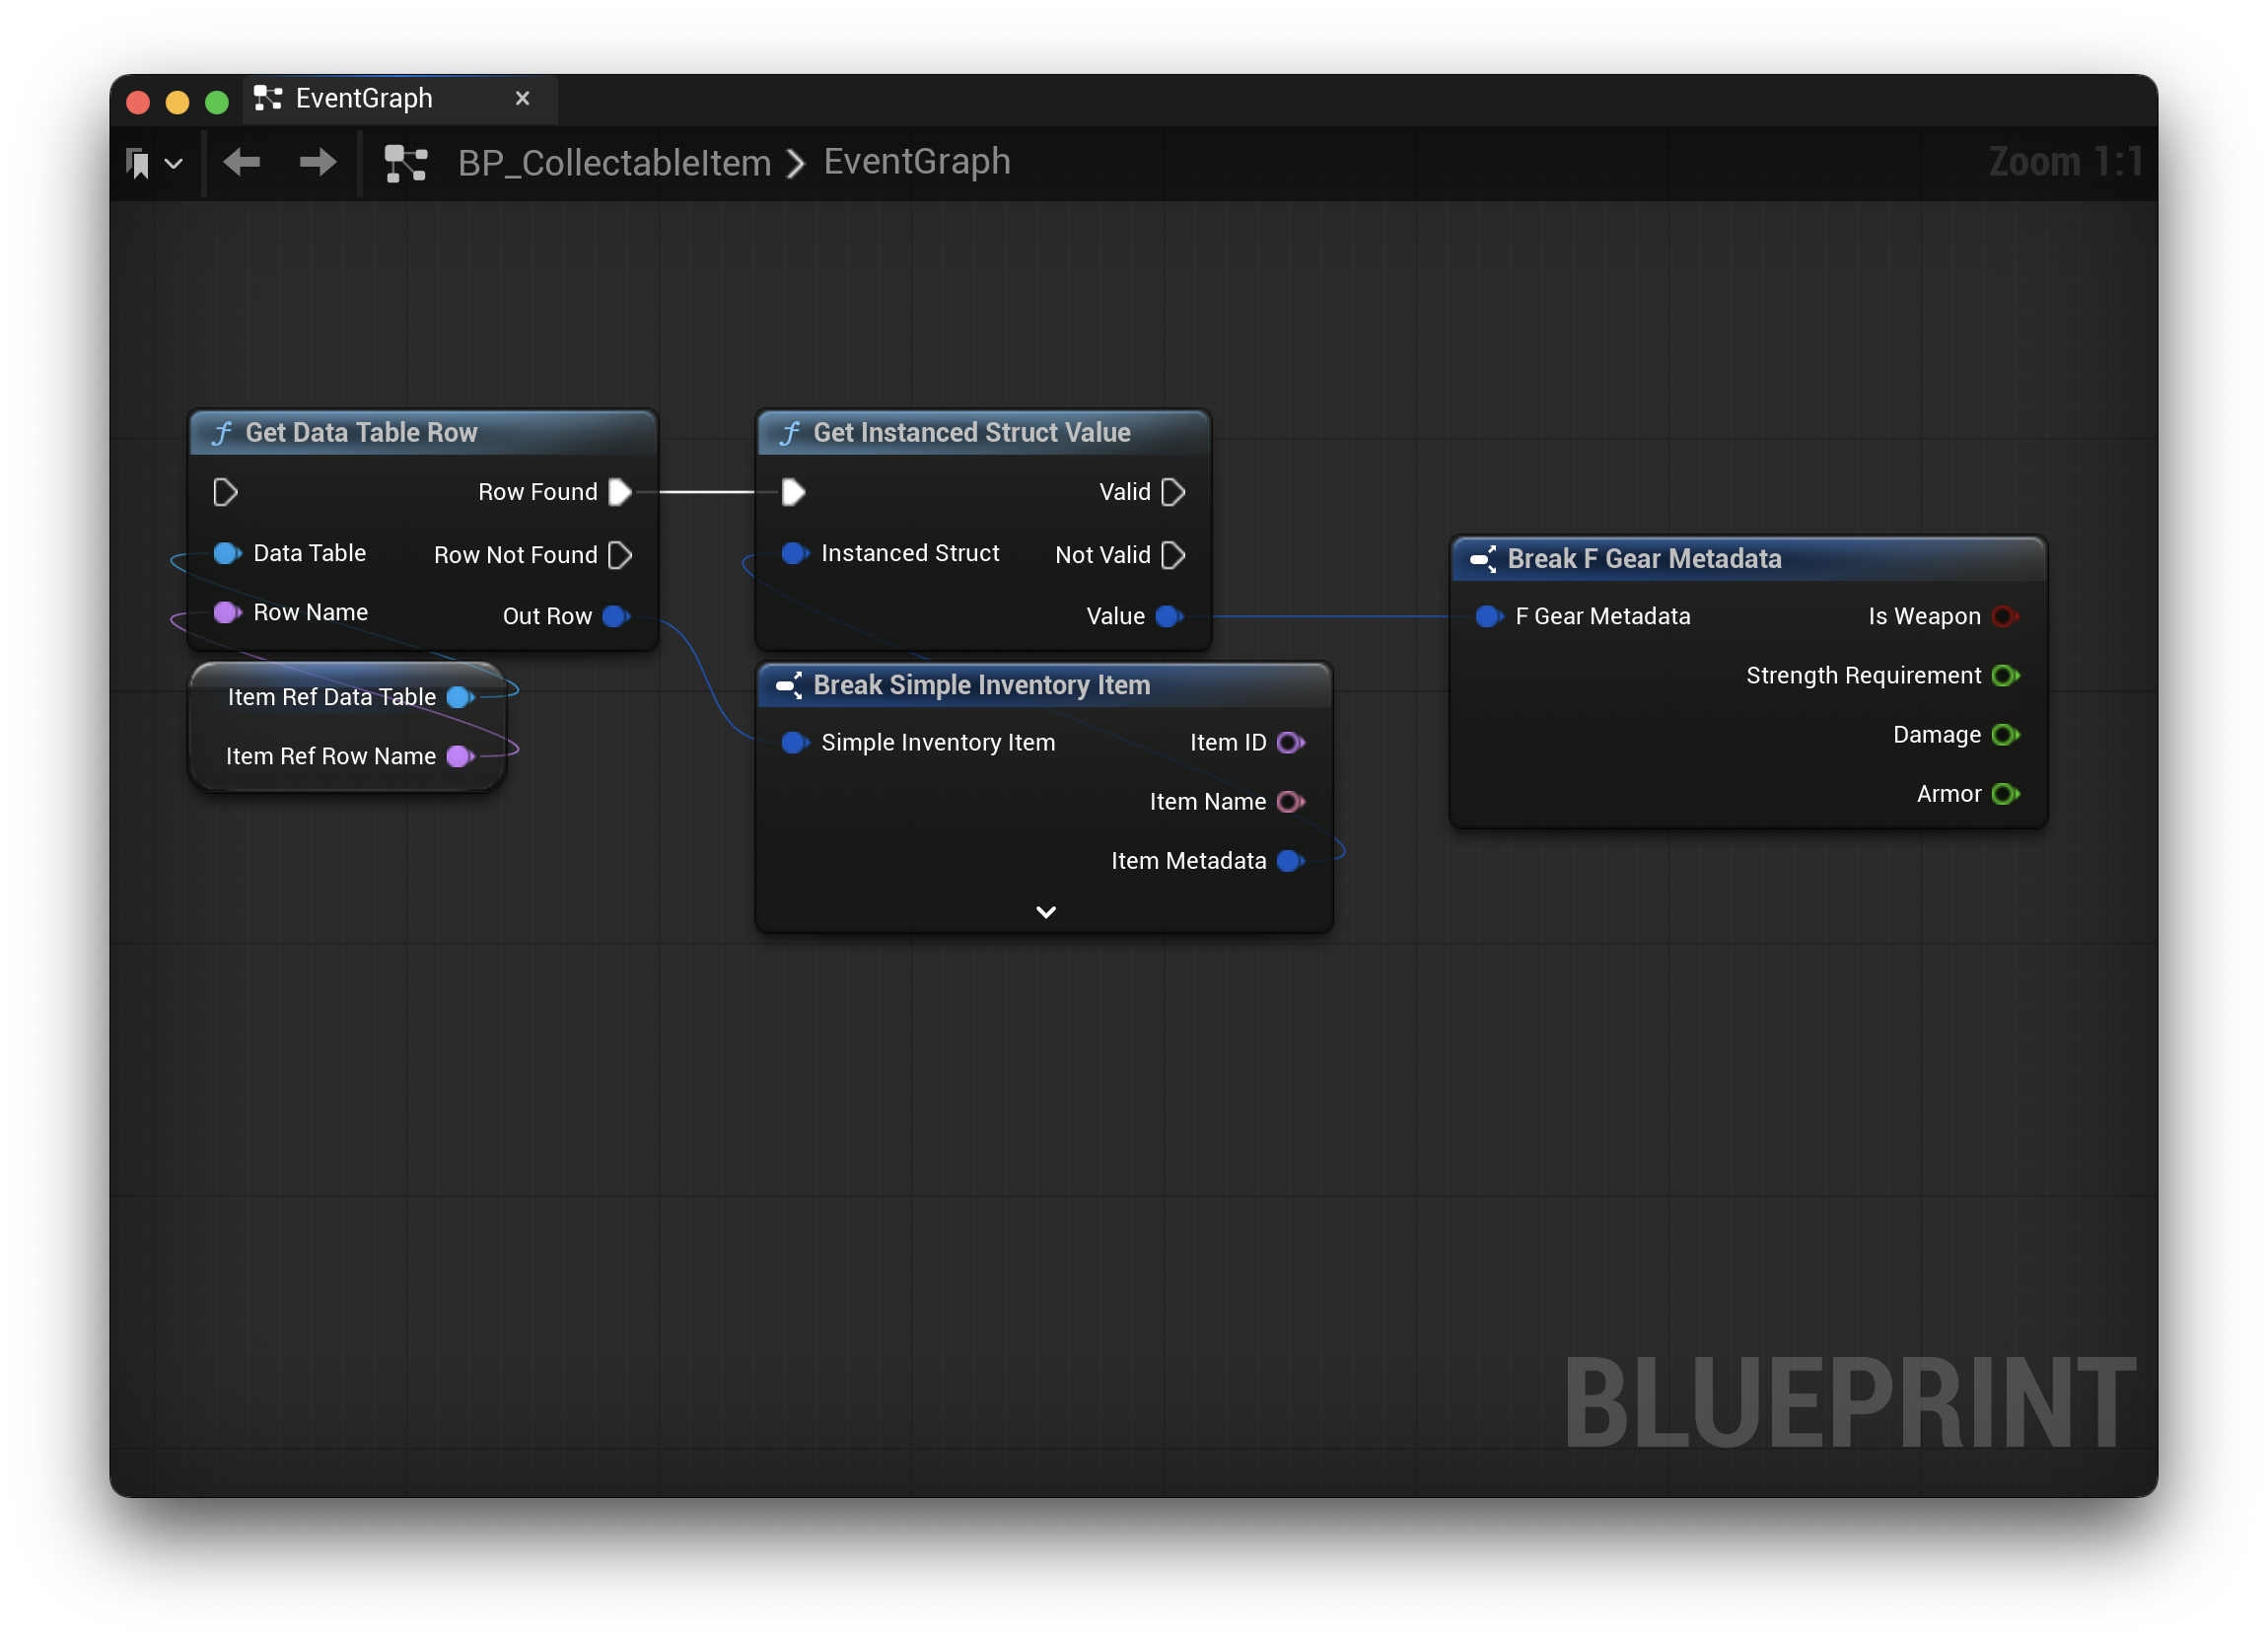 EventGraph
BP_CollectableItem > EventGraph
Zoom 1:1
Get Data Table Row
Row Found
Data Table
Row Not Found
Row Name
Out Row
Item Ref Data Table
Item Ref Row Name
Get Instanced Struct Value
Valid
Instanced Struct
Not Valid
Value
Break Simple Inventory Item
Simple Inventory Item
Item ID
Item Name
Item Metadata
Break F Gear Metadata
F Gear Metadata
Is Weapon
Strength Requirement
Damage
Armor
BLUEPRINT